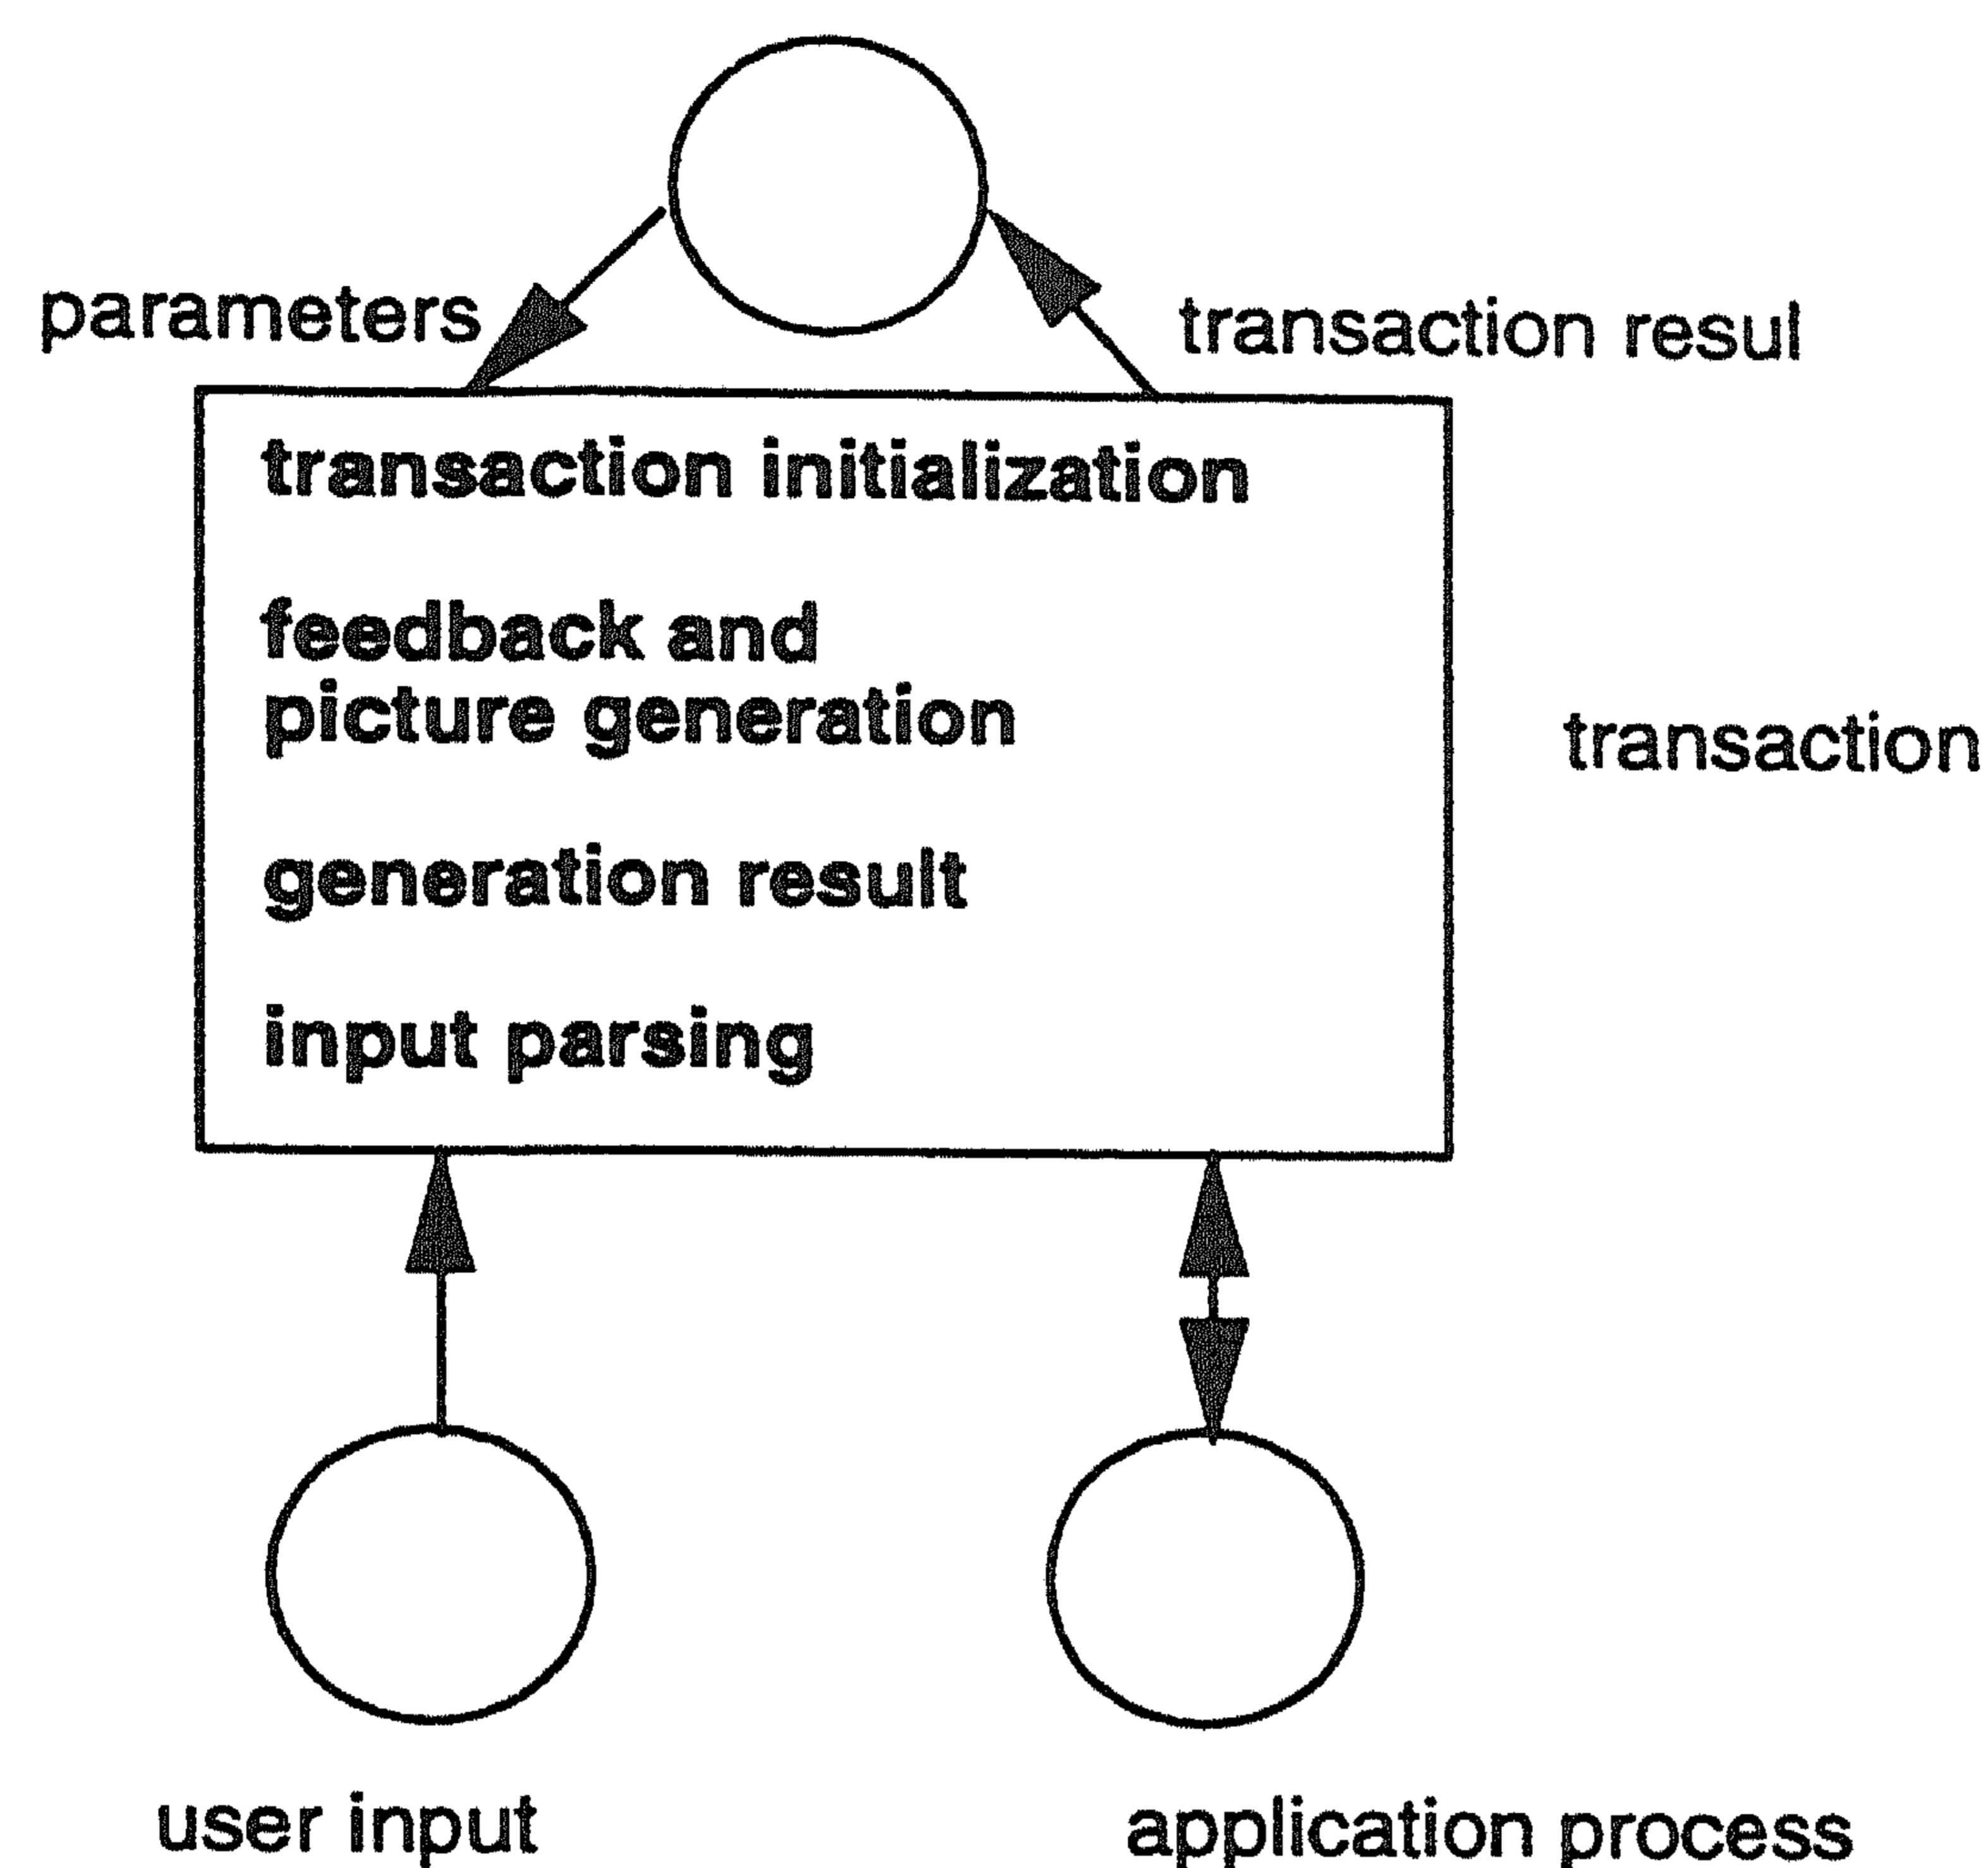 parameters
transaction resul
transaction initialization
feedback and
picture generation
transaction
generation result
input parsing
user input
application process